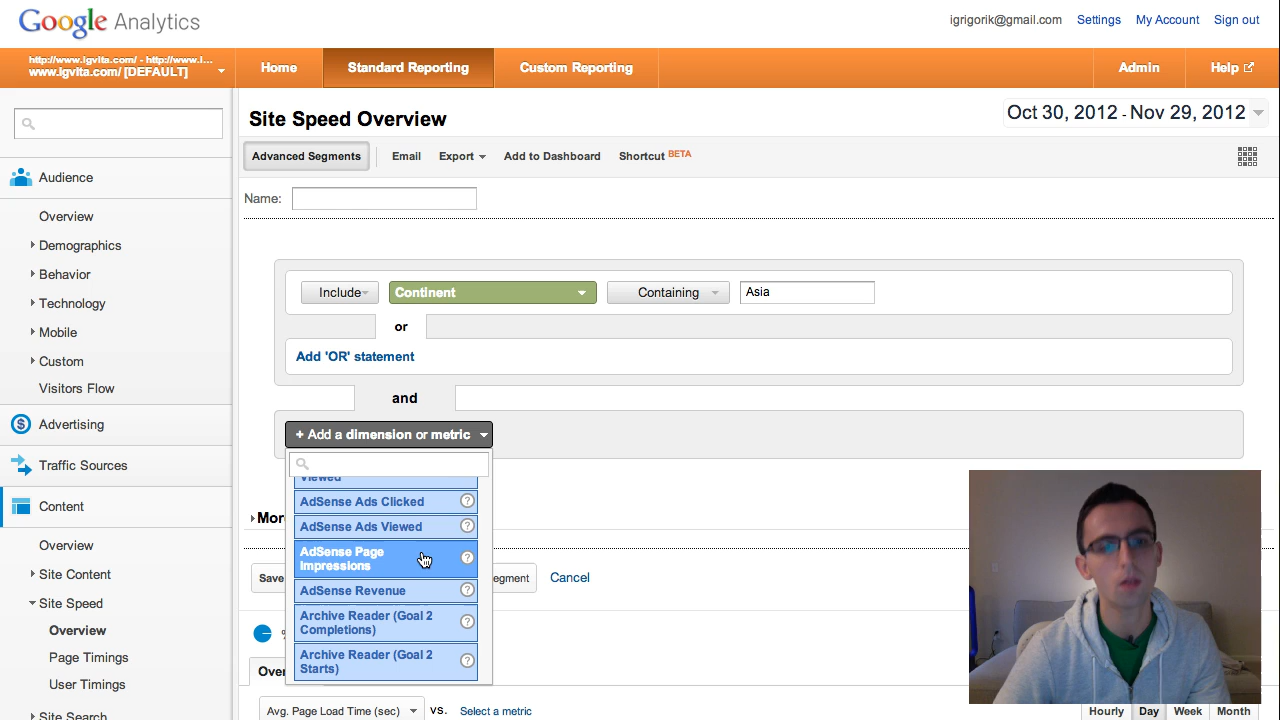 Google Analytics
igrigorik@gmail.com Settings My Account Sign out
http://www.igvita.com/ - http://www.i...
www.igvita.com/ [DEFAULT]
Home Standard Reporting Custom Reporting Admin Help
Site Speed Overview
Oct 30, 2012 - Nov 29, 2012
Advanced Segments Email Export Add to Dashboard Shortcut BETA
Audience
Overview
Demographics
Behavior
Technology
Mobile
Custom
Visitors Flow
Advertising
Traffic Sources
Content
Overview
Site Content
Site Speed
Overview
Page Timings
User Timings
Site Search
Name:
Include Continent Containing Asia
or
Add 'OR' statement
and
+ Add a dimension or metric
Viewed
AdSense Ads Clicked ?
AdSense Ads Viewed ?
AdSense Page
Impressions ?
AdSense Revenue ?
Archive Reader (Goal 2
Completions) ?
Archive Reader (Goal 2
Starts) ?
Save Cancel
Avg. Page Load Time (sec) VS. Select a metric
Hourly Day Week Month